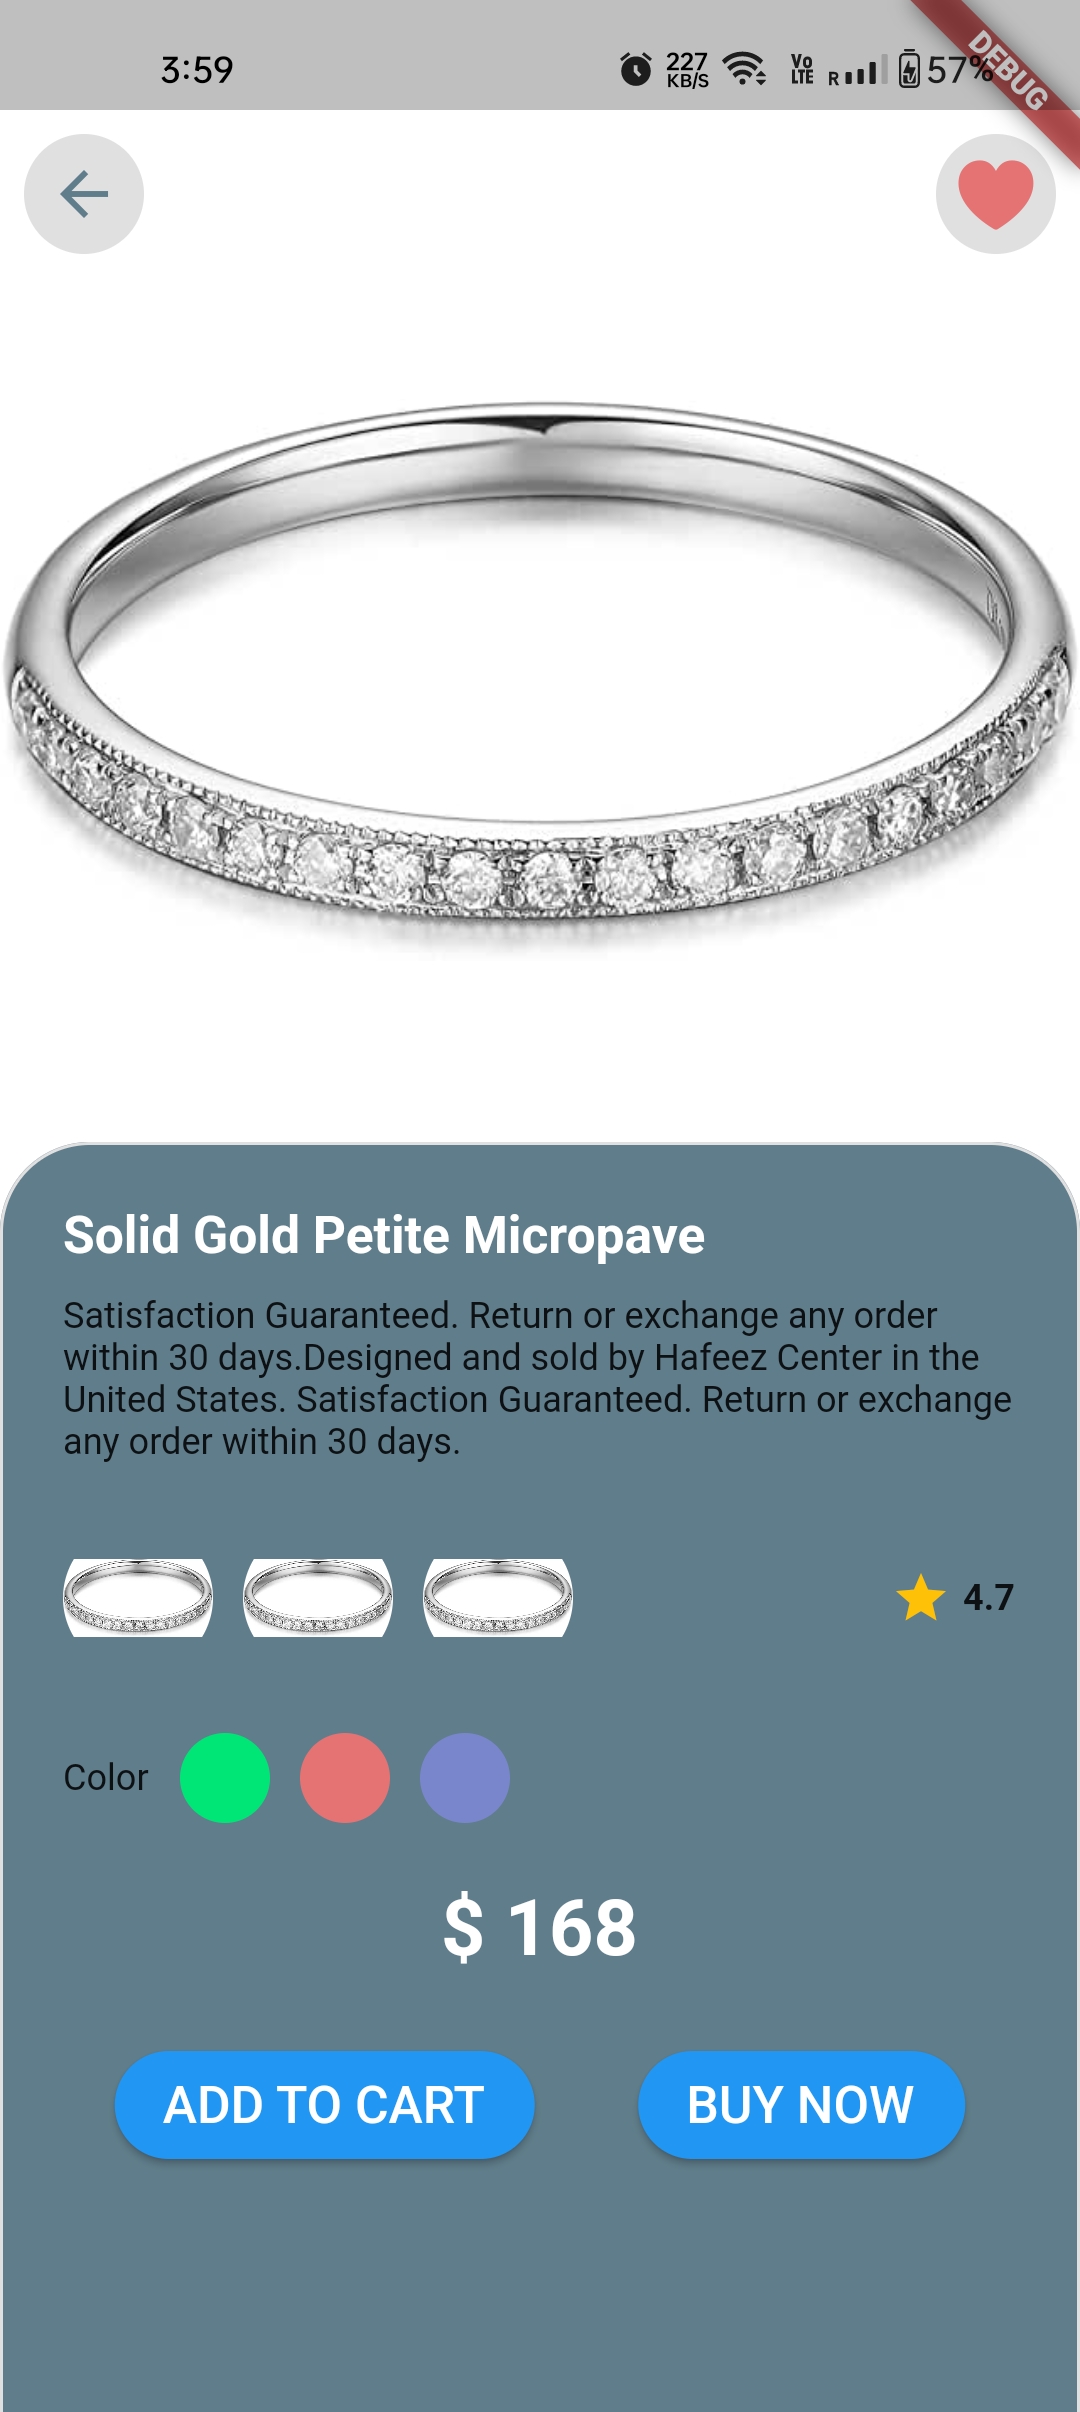 3:59
227
KB/S
Vo
LTE
R
57%
DEBUG
Solid Gold Petite Micropave
Satisfaction Guaranteed. Return or exchange any order
within 30 days.Designed and sold by Hafeez Center in the
United States. Satisfaction Guaranteed. Return or exchange
any order within 30 days.
4.7
Color
$ 168
ADD TO CART
BUY NOW